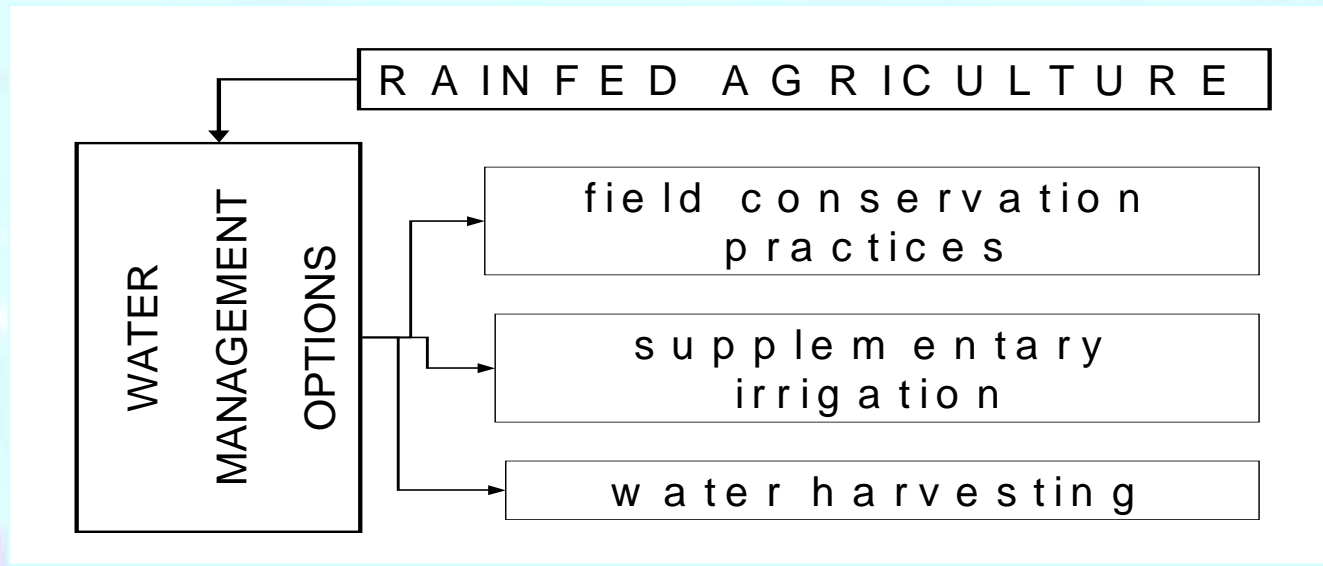 RAINFED AGRICULTURE
WATER
MANAGEMENT
OPTIONS
field conservation
practices
supplementary
irrigation
water harvesting